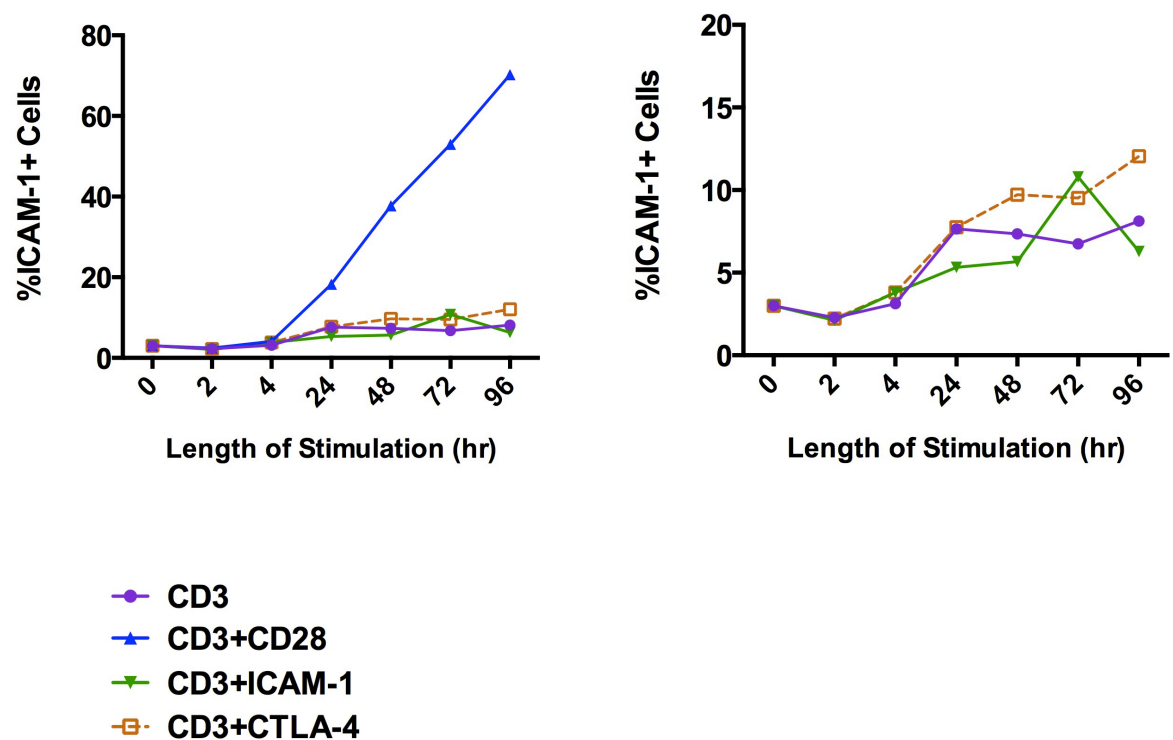 %ICAM-1+ Cells
80
60
40
20
0
0 2 4 24 48 72 96
Length of Stimulation (hr)
%ICAM-1+ Cells
20
15
10
5
0
0 2 4 24 48 72 96
Length of Stimulation (hr)
CD3
CD3+CD28
CD3+ICAM-1
CD3+CTLA-4